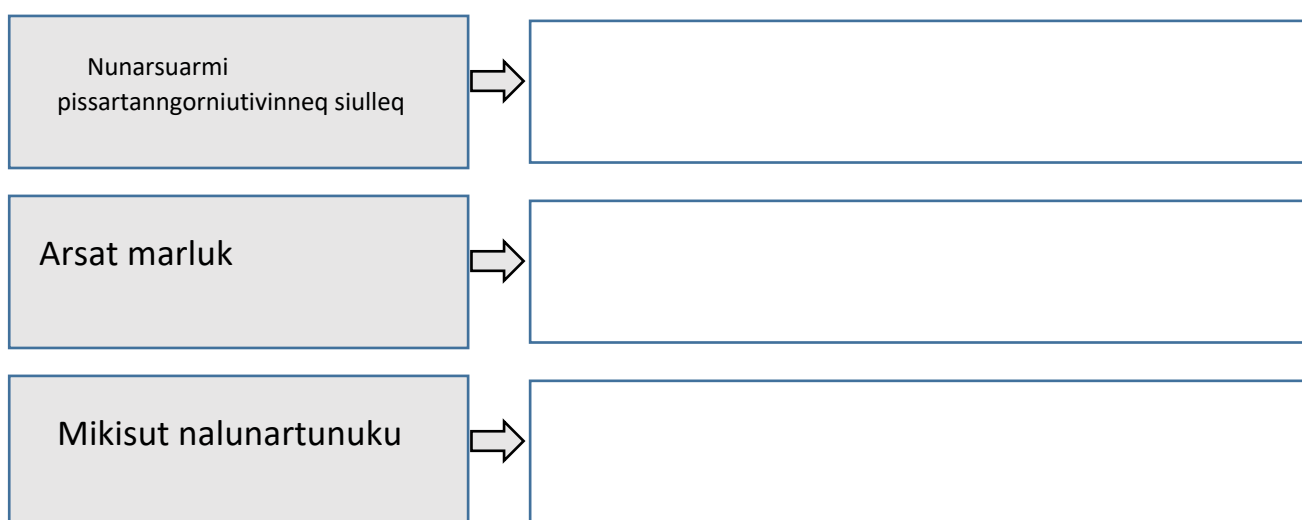 Nunarsuarmi
pissartanngorniutivinneq siulleq
Arsat marluk
Mikisut nalunartunuku